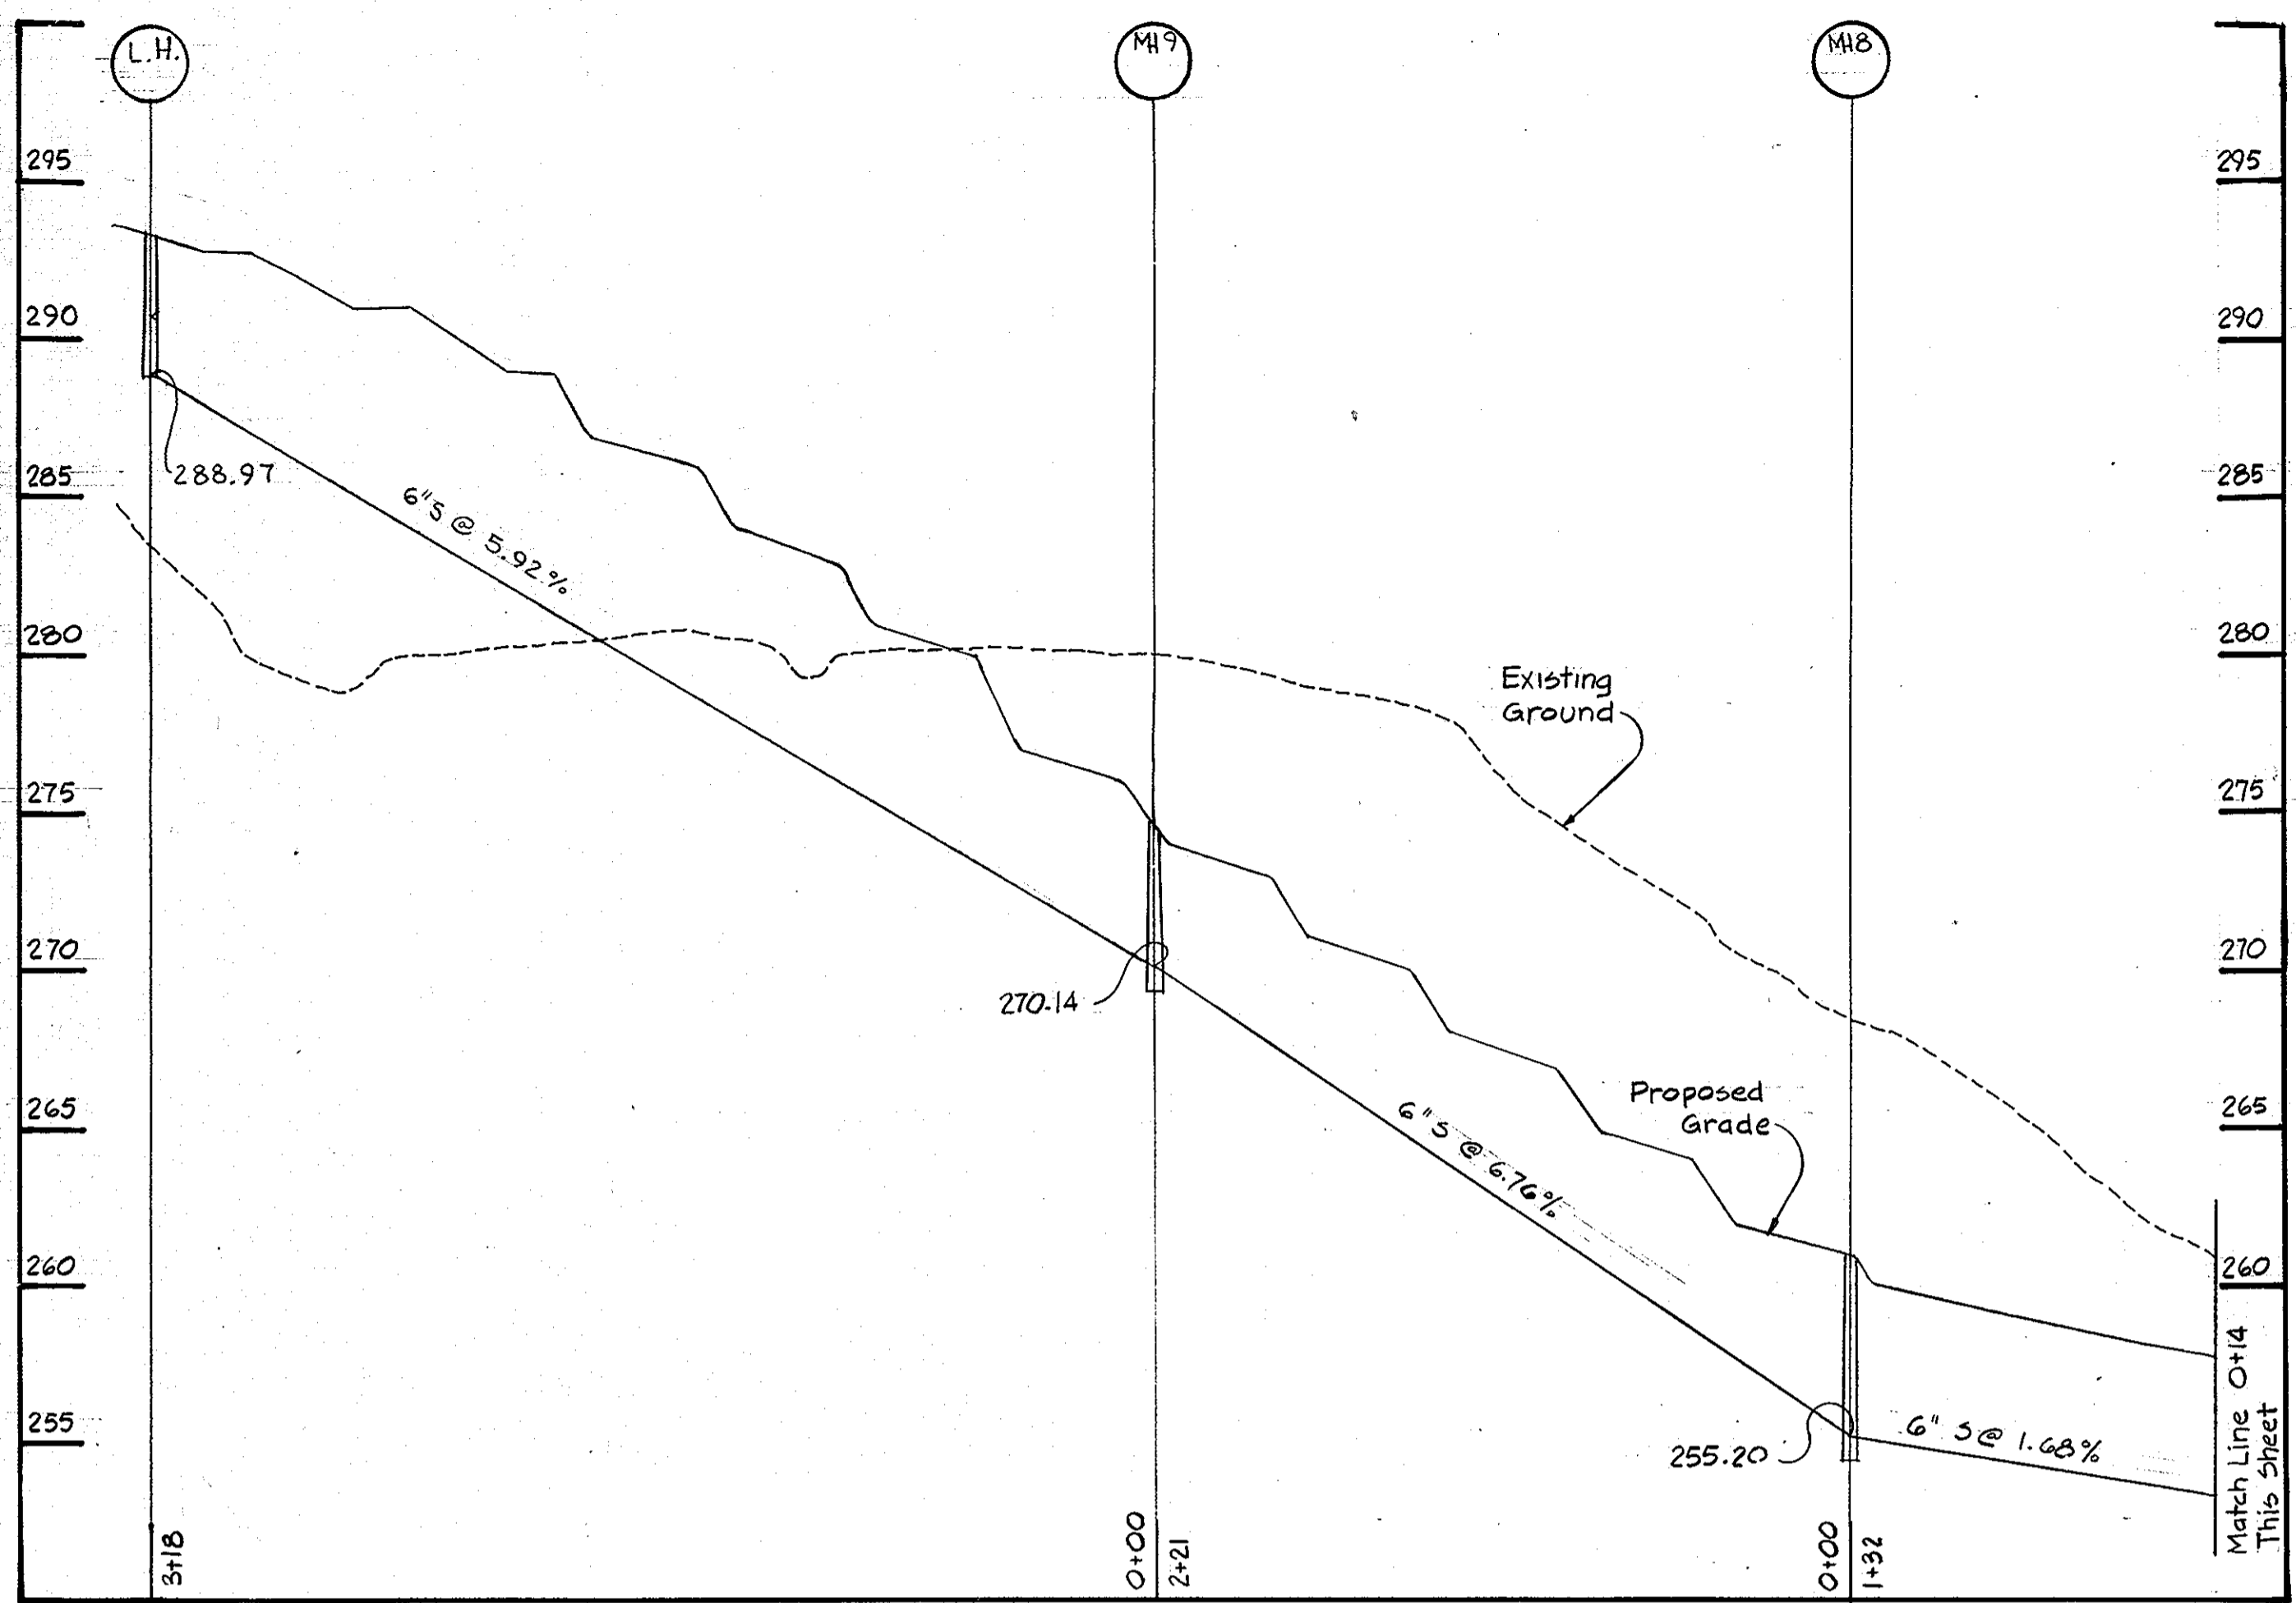 L.H.
MH9
MH8
295
290
285
280
275
270
265
260
255
295
290
285
280
275
270
265
260
288.97
6"S @ 5.92%
270.14
6"S @ 6.76%
Existing
Ground
Proposed
Grade
255.20
6" S @ 1.68%
3+18
0+00
2+21
0+00
1+32
Match Line 0+14
This Sheet